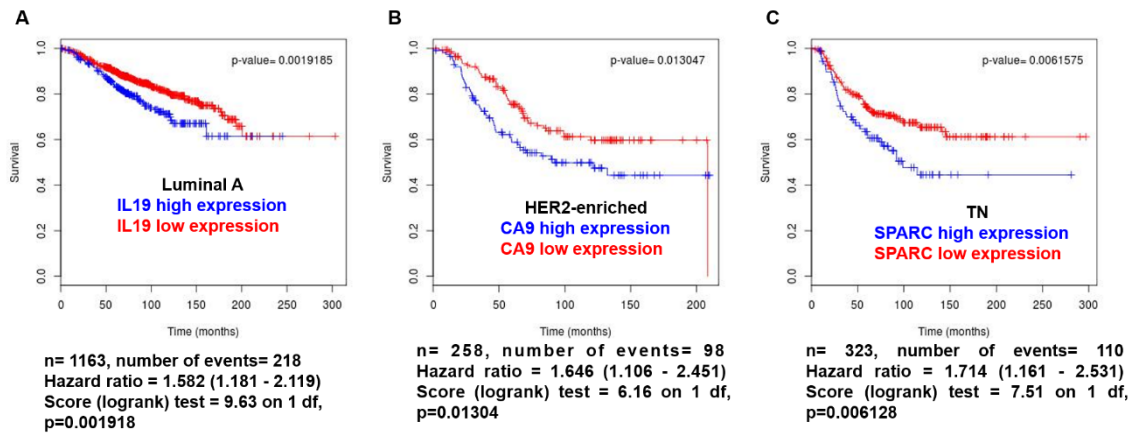 A
p-value= 0.0019185
Survival
1.0
0.8
0.6
0.4
0.2
0.0
Luminal A
IL19 high expression
IL19 low expression
0 50 100 150 200 250 300
Time (months)
n= 1163, number of events= 218
Hazard ratio = 1.582 (1.181 - 2.119)
Score (logrank) test = 9.63 on 1 df,
p=0.001918
B
p-value= 0.013047
Survival
1.0
0.8
0.6
0.4
0.2
0.0
HER2-enriched
CA9 high expression
CA9 low expression
0 50 100 150 200
Time (months)
n= 258, number of events= 98
Hazard ratio = 1.646 (1.106 - 2.451)
Score (logrank) test = 6.16 on 1 df,
p=0.01304
C
p-value= 0.0061575
Survival
1.0
0.8
0.6
0.4
0.2
0.0
TN
SPARC high expression
SPARC low expression
0 50 100 150 200 250 300
Time (months)
n= 323, number of events= 110
Hazard ratio = 1.714 (1.161 - 2.531)
Score (logrank) test = 7.51 on 1 df,
p=0.006128